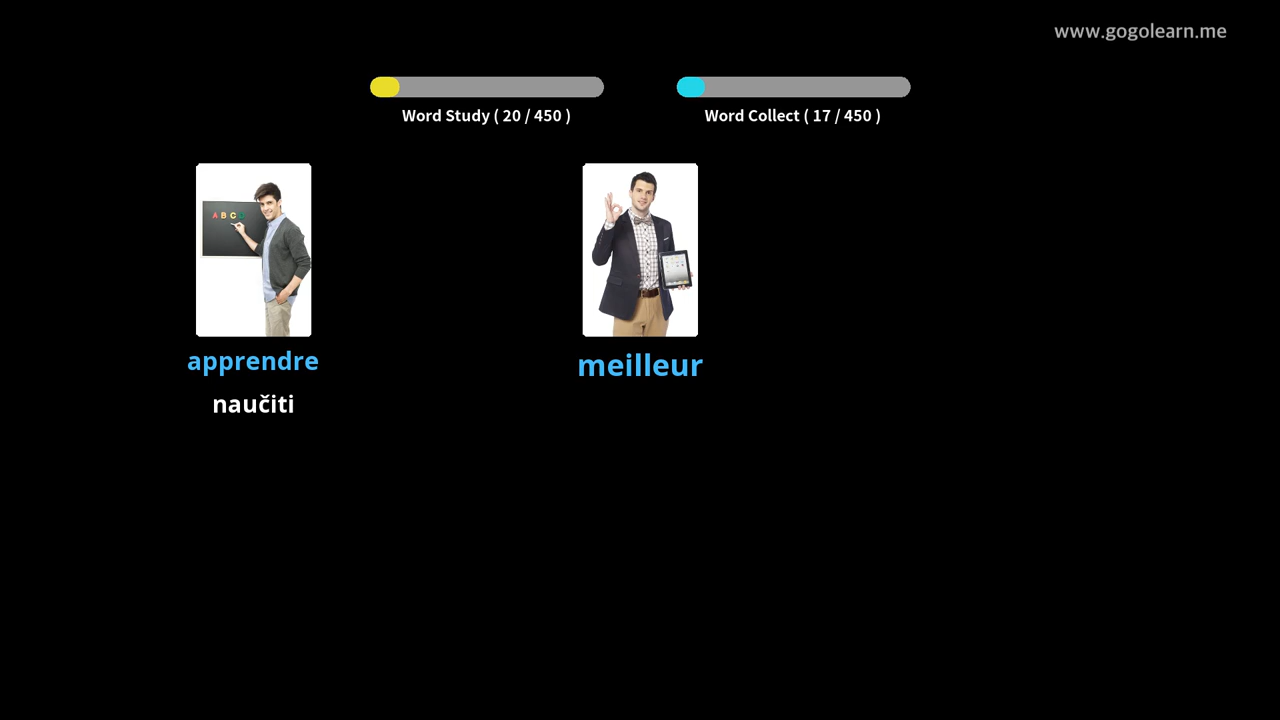 www.gogolearn.me
Word Study ( 20 / 450 )
Word Collect ( 17 / 450 )
A B C D
apprendre
naučiti
meilleur